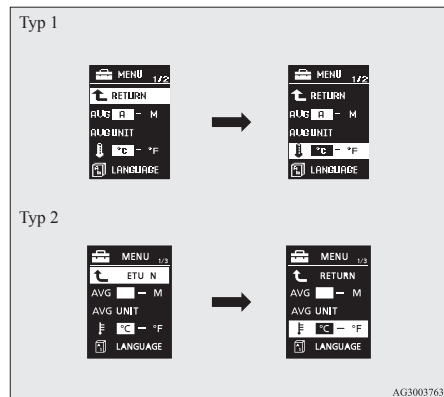 Typ 1
MENU 1/2
RETURN
AVG A – M
AVG UNIT
°C – °F
LANGUAGE
MENU 1/2
RETURN
AVG A – M
AVG UNIT
°C – °F
LANGUAGE
Typ 2
MENU 1/3
ETU N
AVG – M
AVG UNIT
°C – °F
LANGUAGE
MENU 1/3
RETURN
AVG – M
AVG UNIT
°C – °F
LANGUAGE
AG3003763